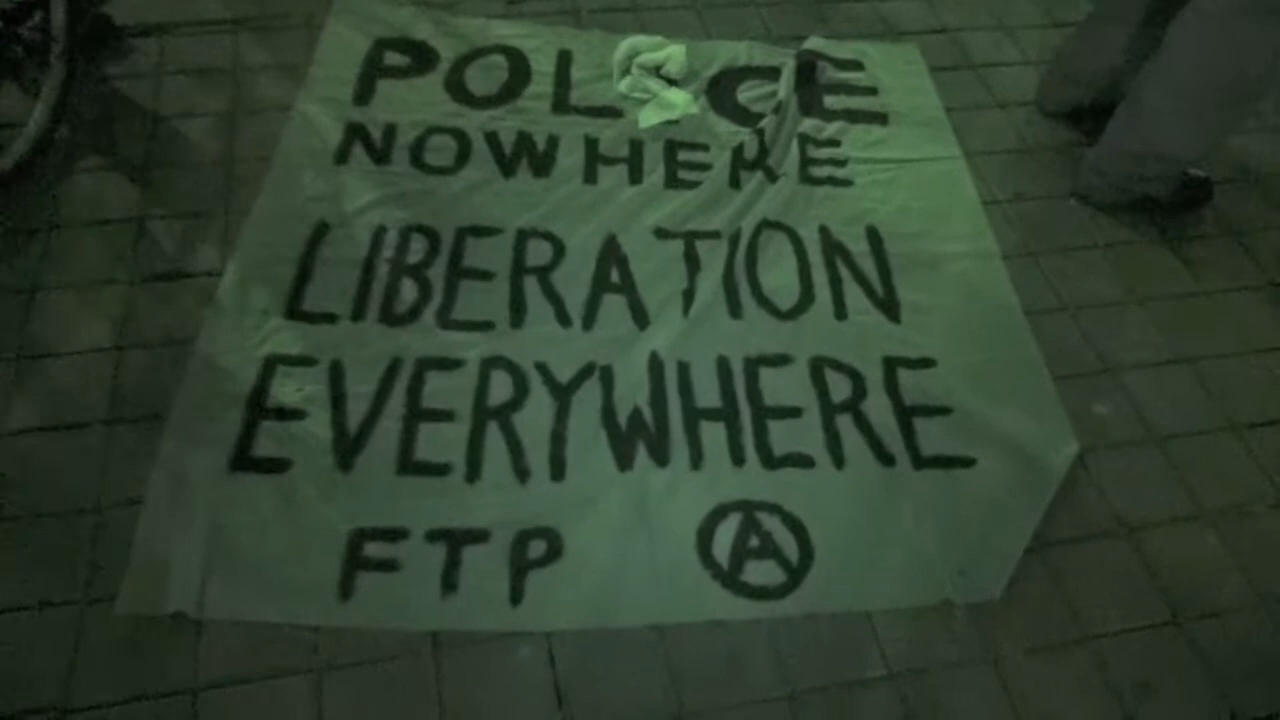 POLICE
NOWHERE
LIBERATION
EVERYWHERE
FTP Ⓐ